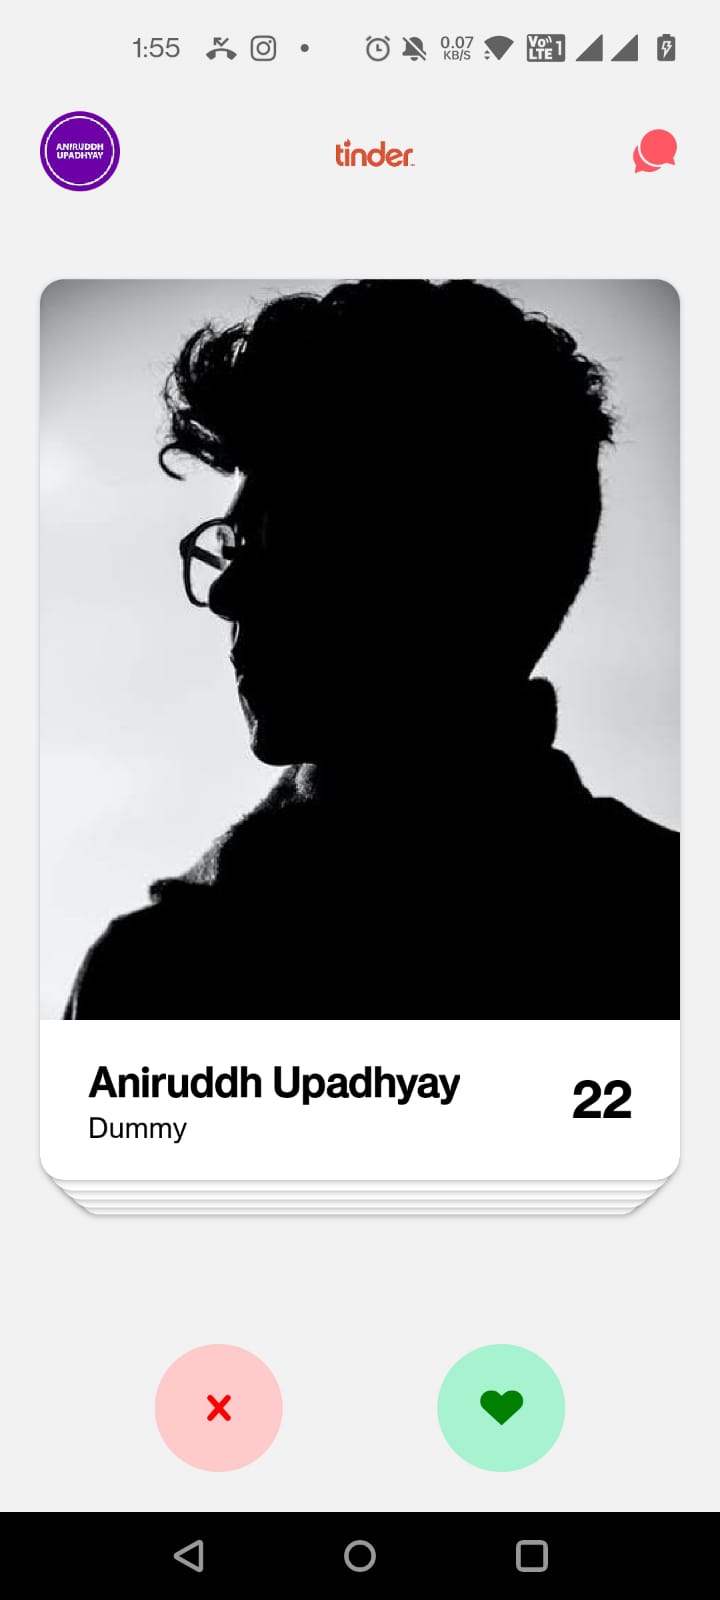 1:55
0.07
KB/S
Vo
LTE 1
ANIRUDDH
UPADHYAY
tinder
Aniruddh Upadhyay
22
Dummy